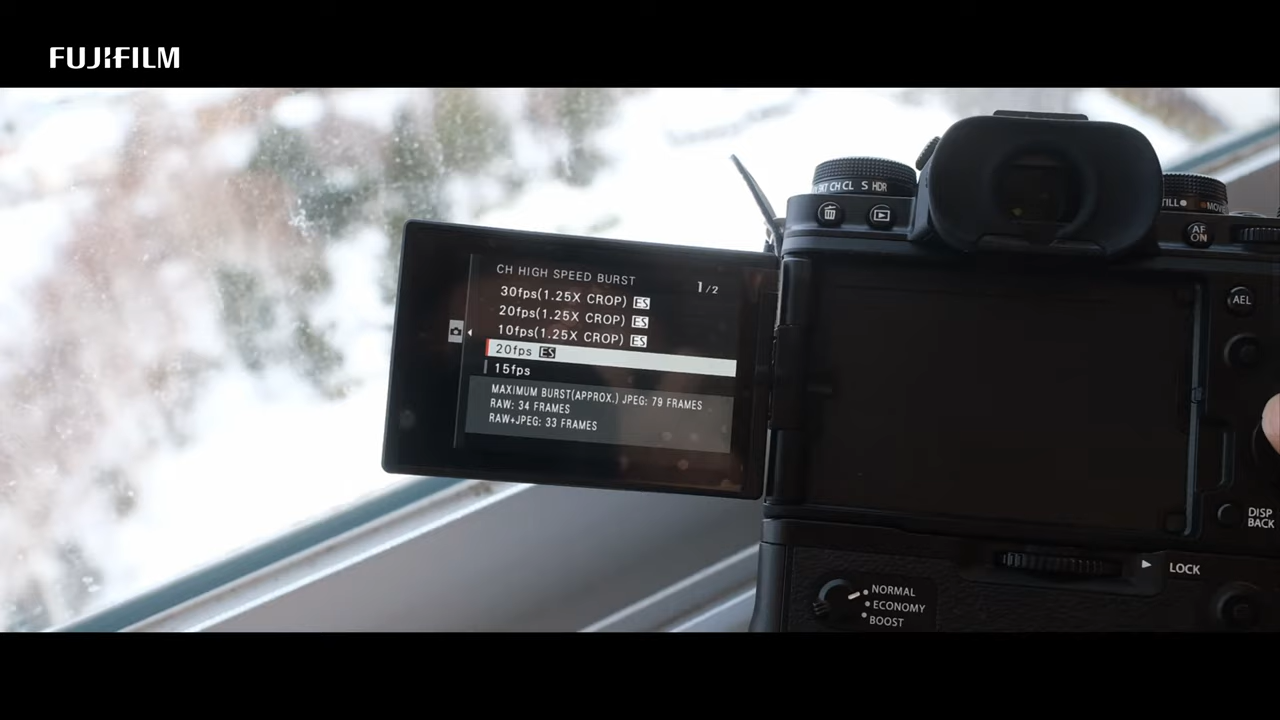 FUJIFILM
CH HIGH SPEED BURST 1/2
30fps(1.25X CROP) ES
20fps(1.25X CROP) ES
10fps(1.25X CROP) ES
20fps ES
15fps
MAXIMUM BURST(APPROX.) JPEG: 79 FRAMES
RAW: 34 FRAMES
RAW+JPEG: 33 FRAMES
BKT CH CL S HDR
AF
ON
AEL
DISP
BACK
LOCK
NORMAL
ECONOMY
BOOST